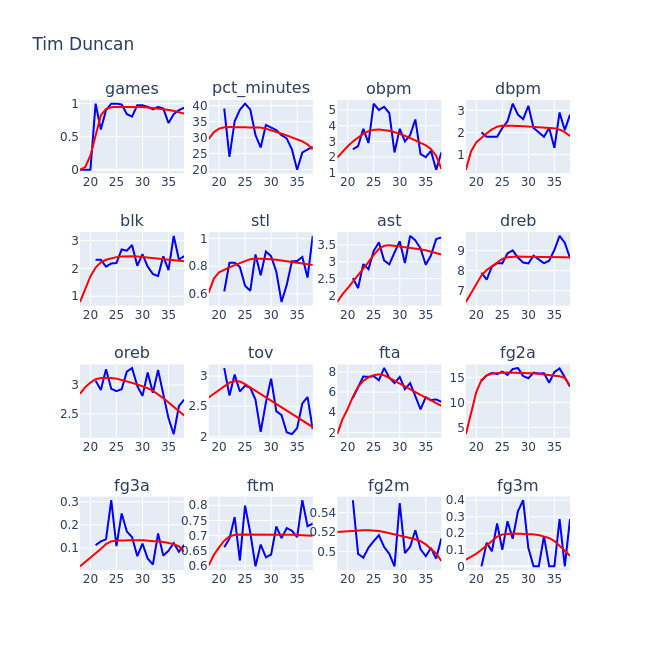 Tim Duncan
games pct_minutes obpm dbpm
1 0.5 0 40 35 30 25 20 5 4 3 2 1 3 2 1
20 25 30 35 20 25 30 35 20 25 30 35 20 25 30 35
blk stl ast dreb
3 2 1 1 0.8 0.6 3.5 3 2.5 2 9 8 7
20 25 30 35 20 25 30 35 20 25 30 35 20 25 30 35
oreb tov fta fg2a
3 2.5 3 2.5 2 8 6 4 2 15 10 5
20 25 30 35 20 25 30 35 20 25 30 35 20 25 30 35
fg3a ftm fg2m fg3m
0.3 0.2 0.1 0.8 0.75 0.7 0.65 0.6 0.54 0.52 0.5 0.4 0.3 0.2 0.1 0
20 25 30 35 20 25 30 35 20 25 30 35 20 25 30 35